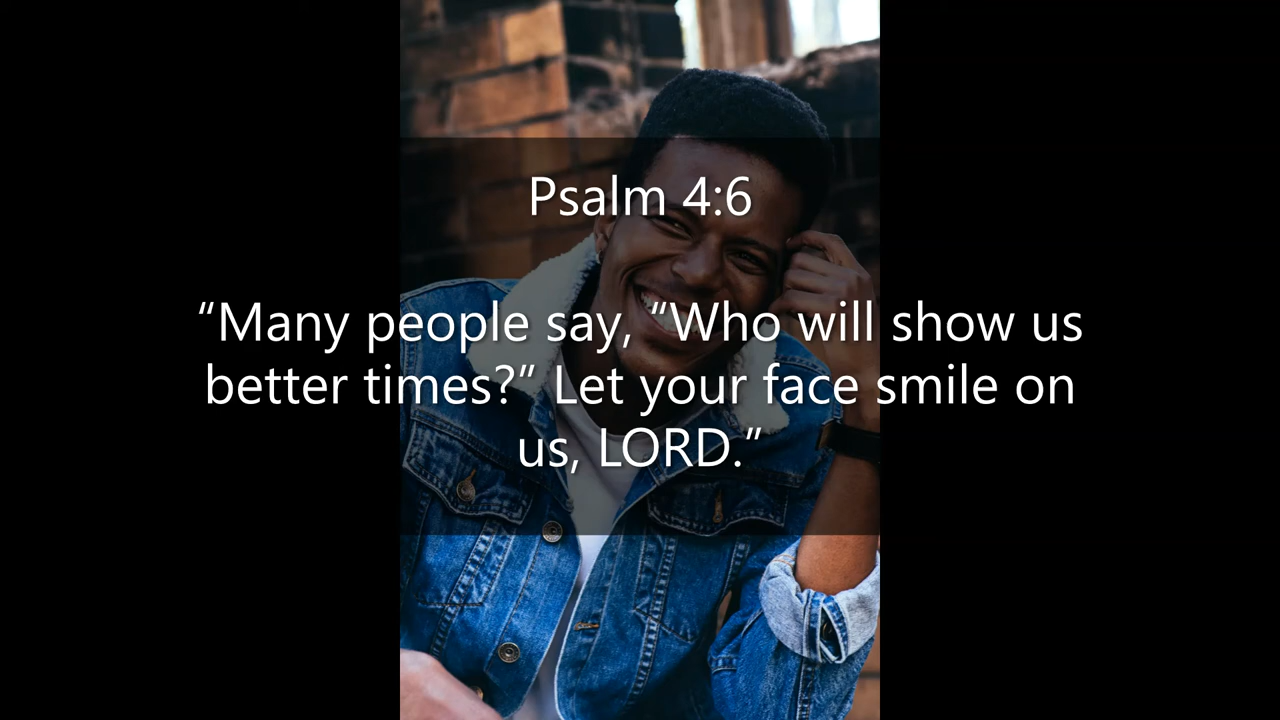 Psalm 4:6
“Many people say, “Who will show us
better times?” Let your face smile on
us, LORD.”